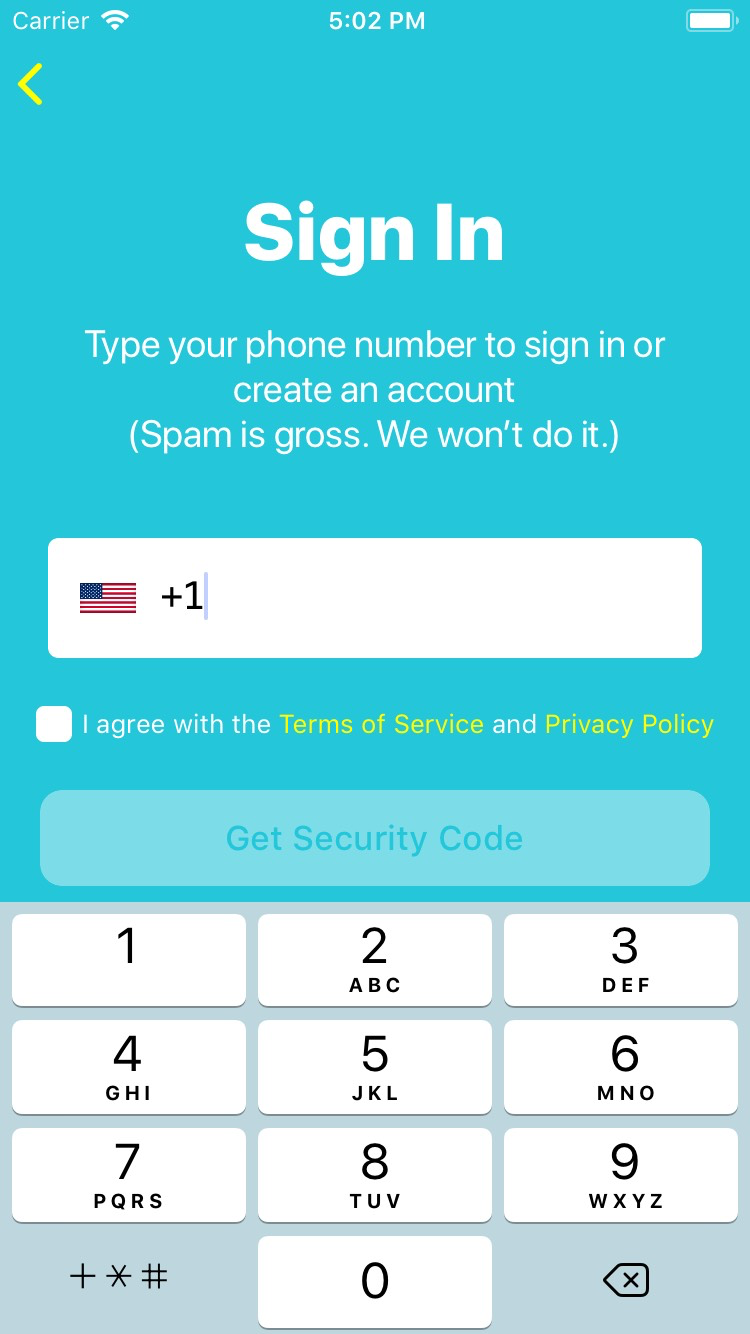 Carrier 5:02 PM
Sign In
Type your phone number to sign in or
create an account
(Spam is gross. We won’t do it.)
+1
I agree with the Terms of Service and Privacy Policy
Get Security Code
1 2 3
ABC DEF
4 5 6
GHI JKL MNO
7 8 9
PQRS TUV WXYZ
+*# 0